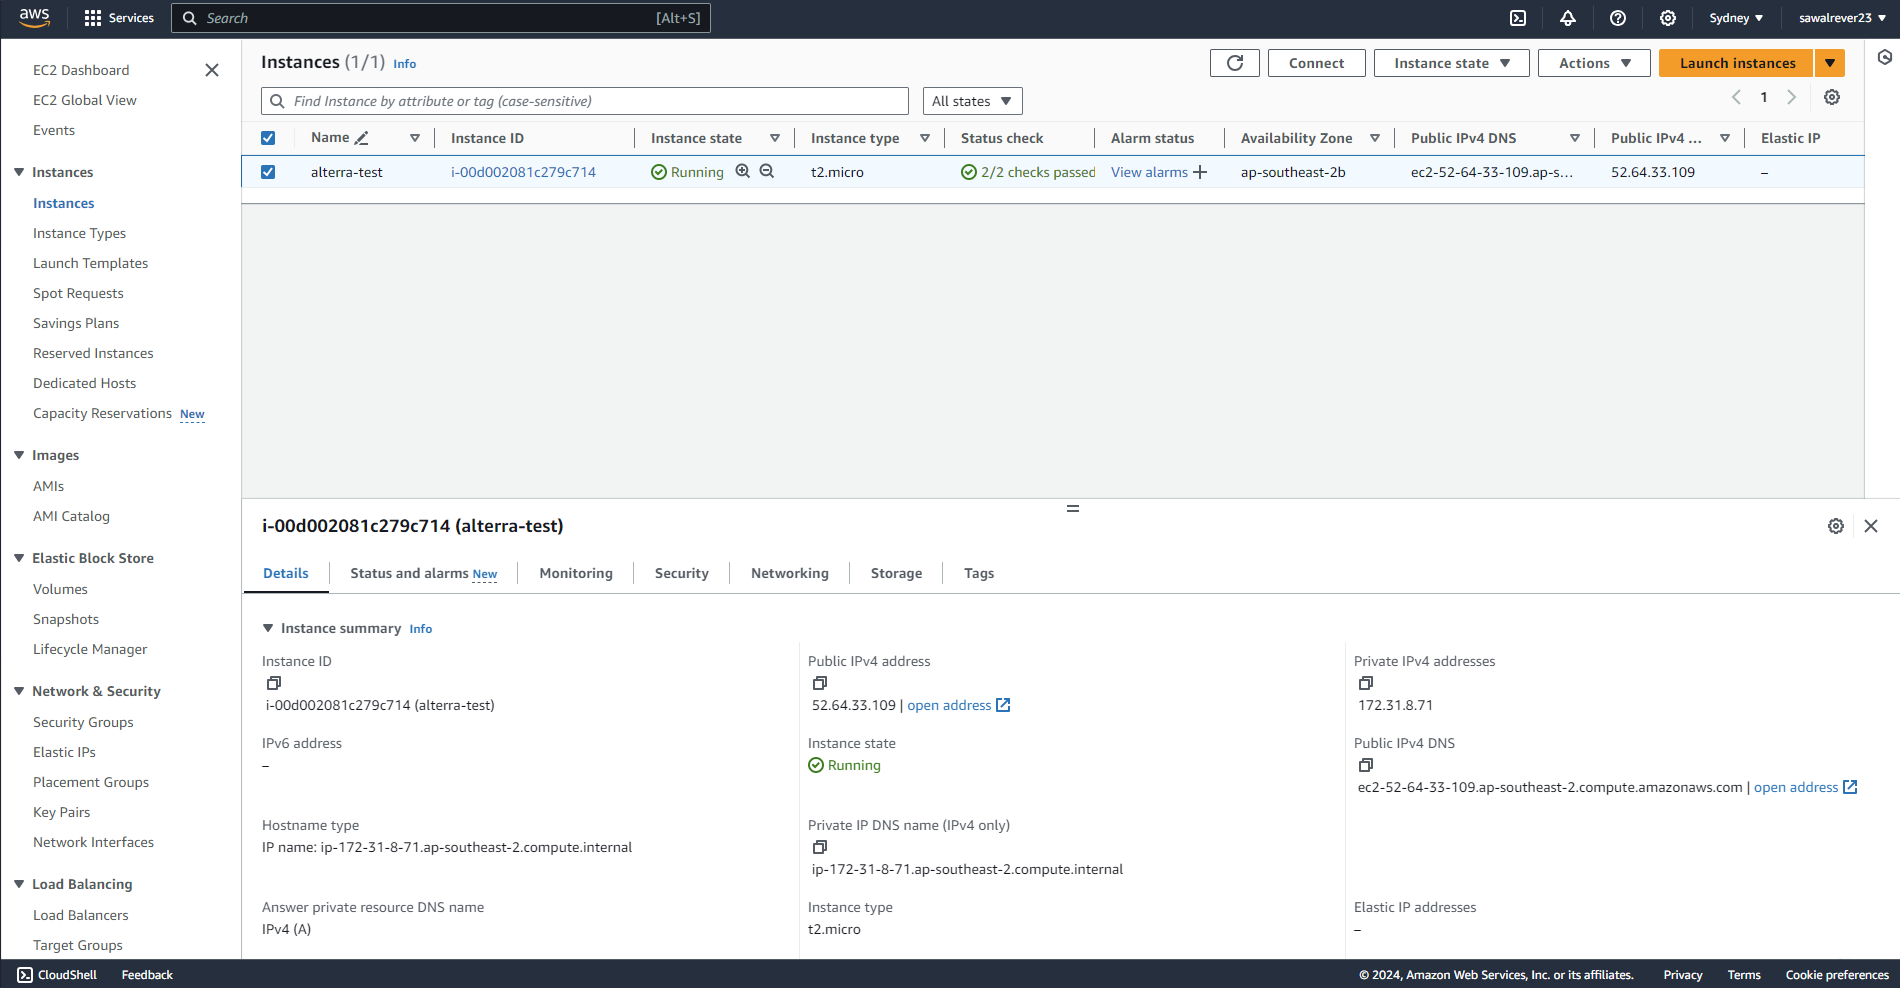 aws
Services
Search
[Alt+S]
Sydney
sawalrever23
EC2 Dashboard
EC2 Global View
Events
Instances
Instances
Instance Types
Launch Templates
Spot Requests
Savings Plans
Reserved Instances
Dedicated Hosts
Capacity Reservations New
Images
AMIs
AMI Catalog
Elastic Block Store
Volumes
Snapshots
Lifecycle Manager
Network & Security
Security Groups
Elastic IPs
Placement Groups
Key Pairs
Network Interfaces
Load Balancing
Load Balancers
Target Groups
Instances (1/1) Info
Connect
Instance state
Actions
Launch instances
Find Instance by attribute or tag (case-sensitive)
All states
1
Name Instance ID Instance state Instance type Status check Alarm status Availability Zone Public IPv4 DNS Public IPv4 ... Elastic IP
alterra-test i-00d002081c279c714 Running t2.micro 2/2 checks passed View alarms + ap-southeast-2b ec2-52-64-33-109.ap-s... 52.64.33.109 –
i-00d002081c279c714 (alterra-test)
Details
Status and alarms New
Monitoring
Security
Networking
Storage
Tags
Instance summary Info
Instance ID
i-00d002081c279c714 (alterra-test)
Public IPv4 address
52.64.33.109 | open address
Private IPv4 addresses
172.31.8.71
IPv6 address
–
Instance state
Running
Public IPv4 DNS
ec2-52-64-33-109.ap-southeast-2.compute.amazonaws.com | open address
Hostname type
IP name: ip-172-31-8-71.ap-southeast-2.compute.internal
Private IP DNS name (IPv4 only)
ip-172-31-8-71.ap-southeast-2.compute.internal
Answer private resource DNS name
IPv4 (A)
Instance type
t2.micro
Elastic IP addresses
–
CloudShell
Feedback
© 2024, Amazon Web Services, Inc. or its affiliates.
Privacy
Terms
Cookie preferences